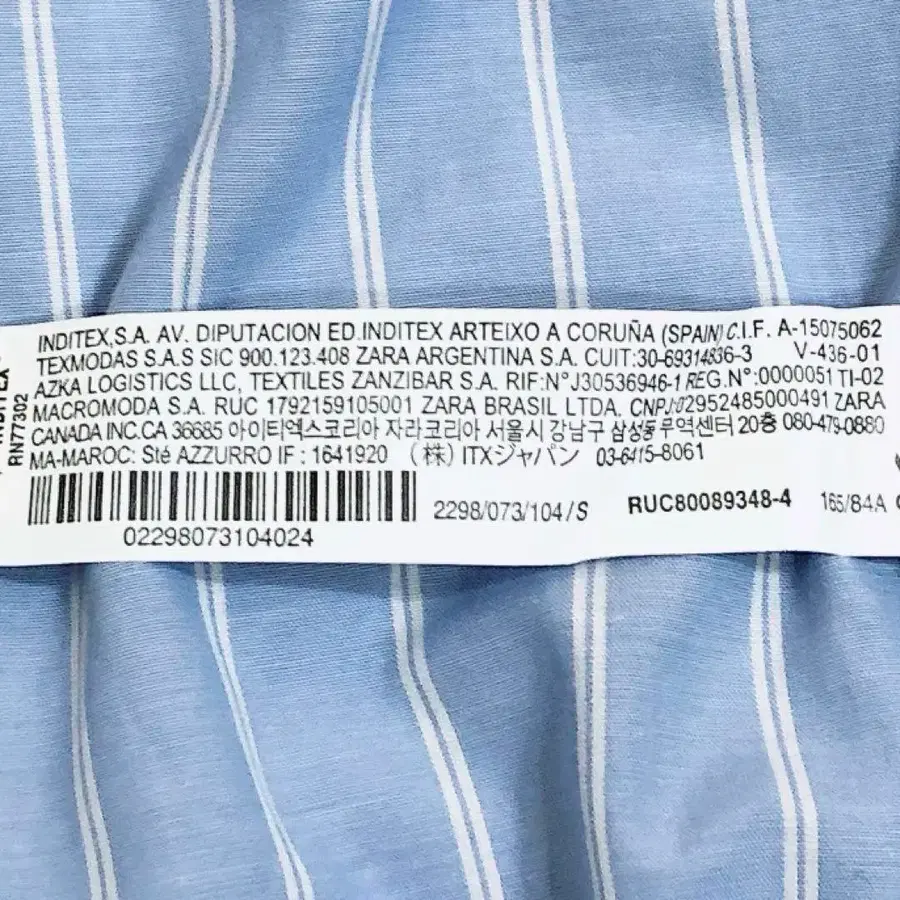 INDITEX,S.A. AV. DIPUTACION ED.INDITEX ARTEIXO A CORUÑA (SPAIN) C.I.F. A-15075062
TEXMODAS S.A.S SIC 900.123.408 ZARA ARGENTINA S.A. CUIT:30-69314836-3 V-436-01
AZKA LOGISTICS LLC, TEXTILES ZANZIBAR S.A. RIF:N°J30536946-1 REG.N°:0000051 TI-02
MACROMODA S.A. RUC 1792159105001 ZARA BRASIL LTDA. CNPJ:02952485000491 ZARA
CANADA INC.CA 36685 아이티엑스코리아 자라코리아 서울시 강남구 삼성동 무역센터 20층 080-479-0880
MA-MAROC: Sté AZZURRO IF : 1641920 (株) ITXジャパン 03-6415-8061
2298/073/104/S RUC80089348-4 165/84A
02298073104024
RN77302